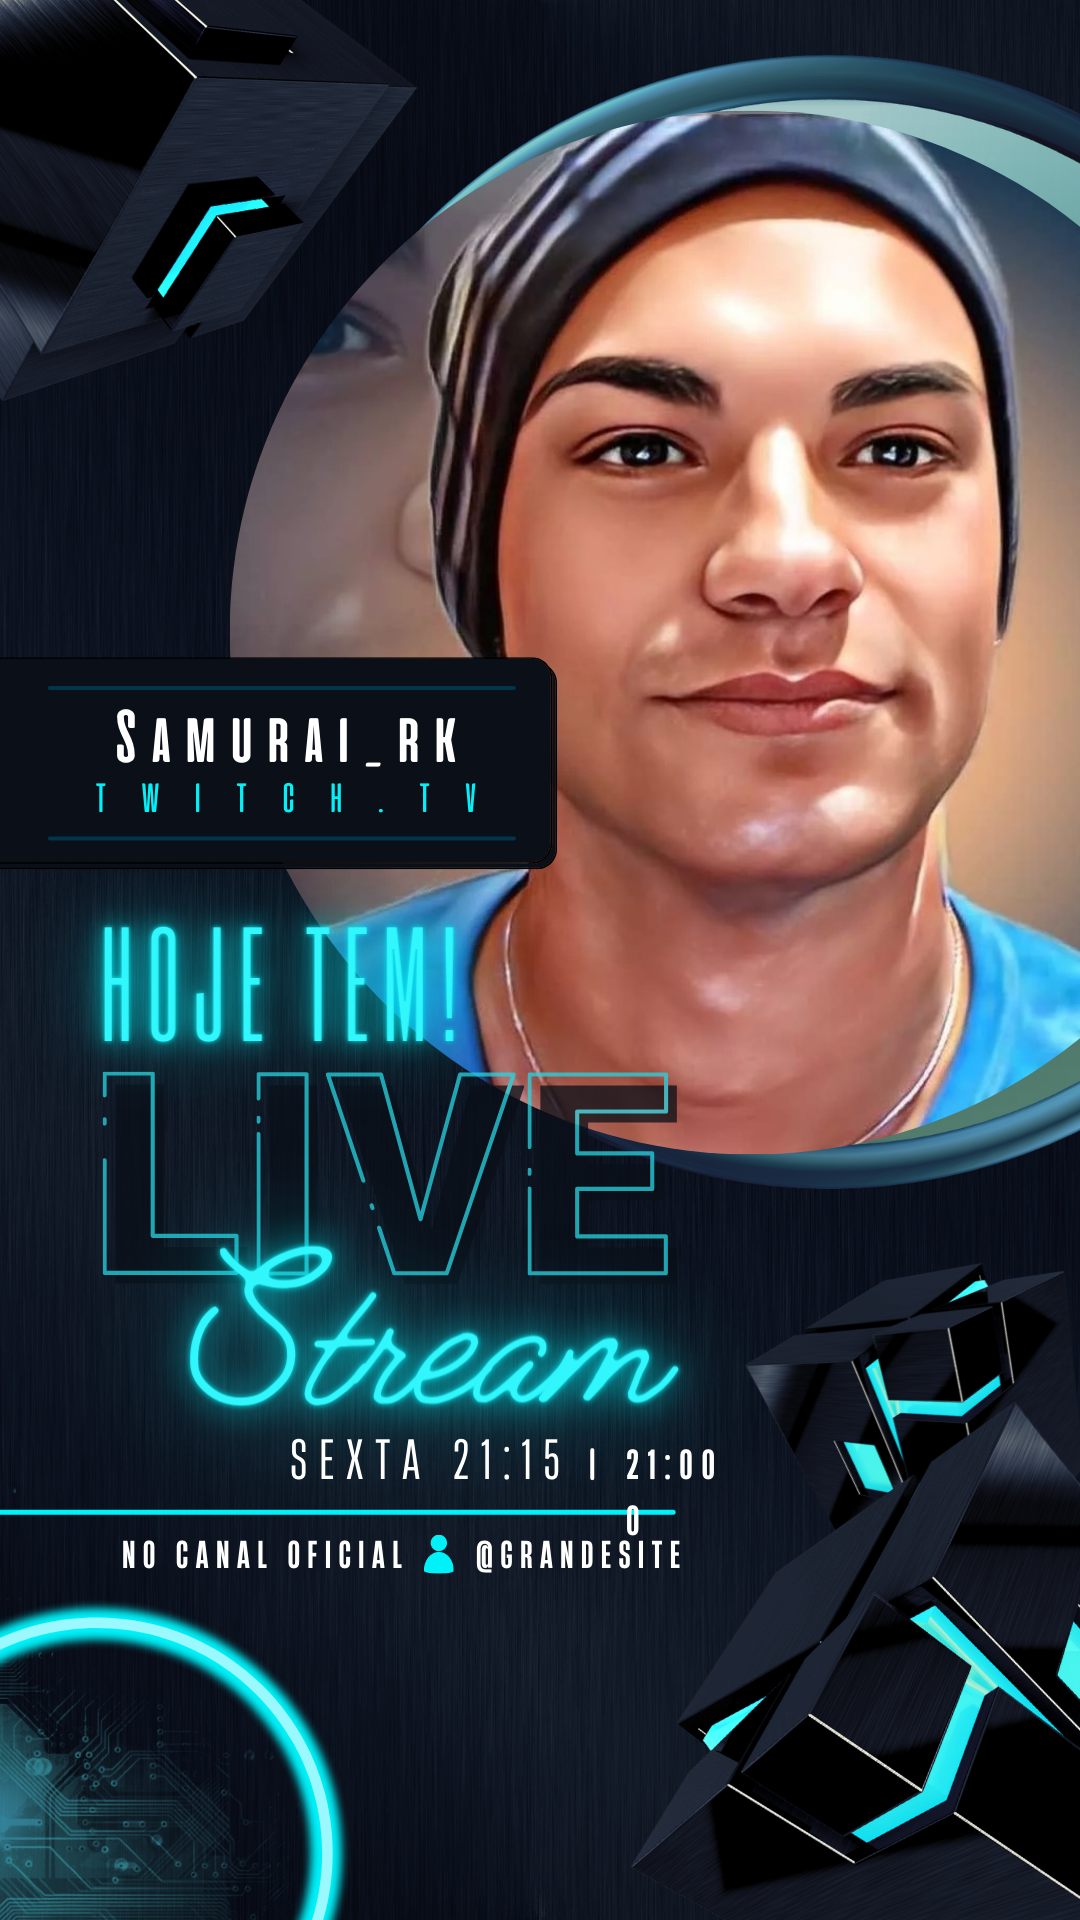 Samurai_rk
TWITCH.TV
HOJE TEM!
LIVE
Stream
SEXTA 21:15 | 21:00
0
NO CANAL OFICIAL @GRANDESITE